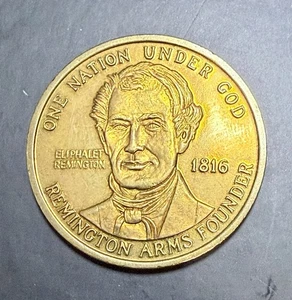 ONE NATION UNDER GOD
ELIPHALET
REMINGTON
1816
REMINGTON ARMS FOUNDER